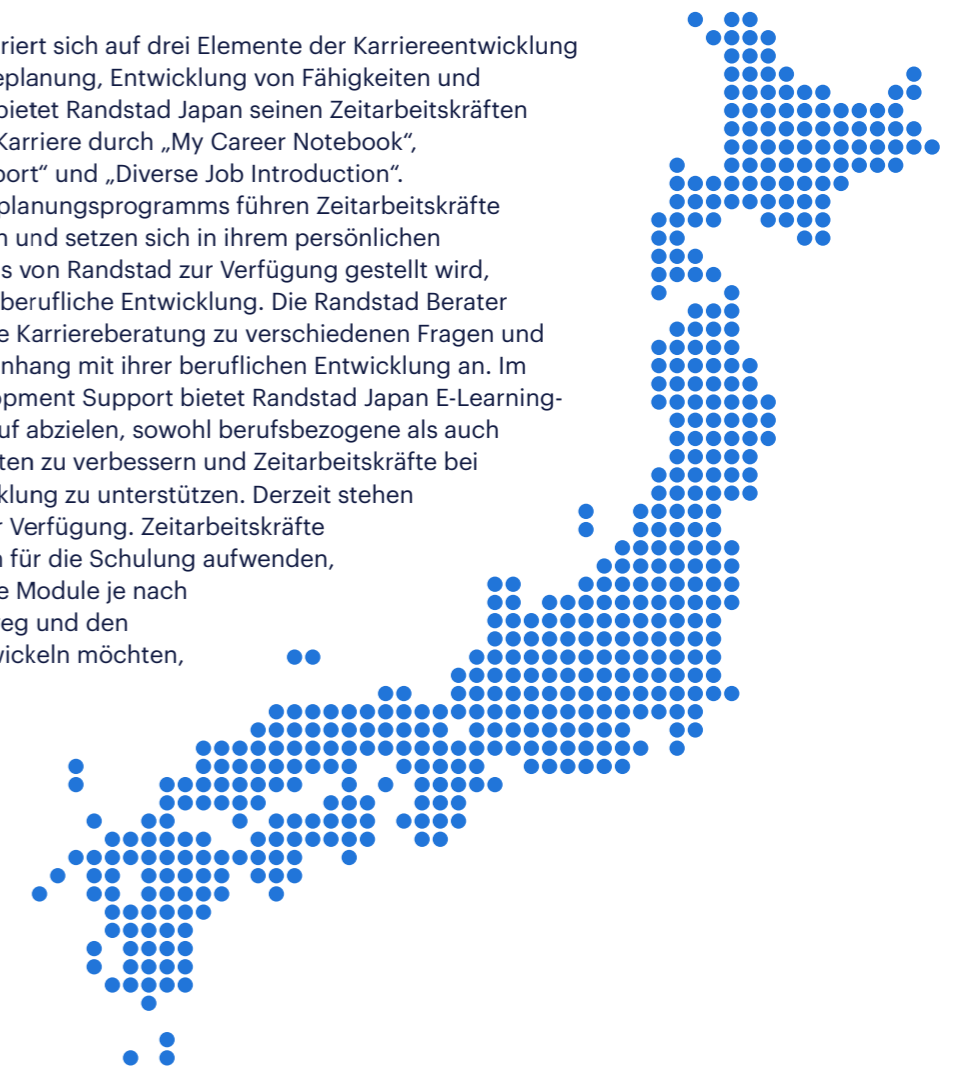 riert sich auf drei Elemente der Karriereentwicklung
eplanung, Entwicklung von Fähigkeiten und
bietet Randstad Japan seinen Zeitarbeitskräften
Karriere durch „My Career Notebook“,
port“ und „Diverse Job Introduction“.
planungsprogramms führen Zeitarbeitskräfte
n und setzen sich in ihrem persönlichen
s von Randstad zur Verfügung gestellt wird,
berufliche Entwicklung. Die Randstad Berater
e Karriereberatung zu verschiedenen Fragen und
nhang mit ihrer beruflichen Entwicklung an. Im
opment Support bietet Randstad Japan E-Learning-
uf abzielen, sowohl berufsbezogene als auch
ten zu verbessern und Zeitarbeitskräfte bei
klung zu unterstützen. Derzeit stehen
r Verfügung. Zeitarbeitskräfte
n für die Schulung aufwenden,
e Module je nach
eg und den
wickeln möchten,